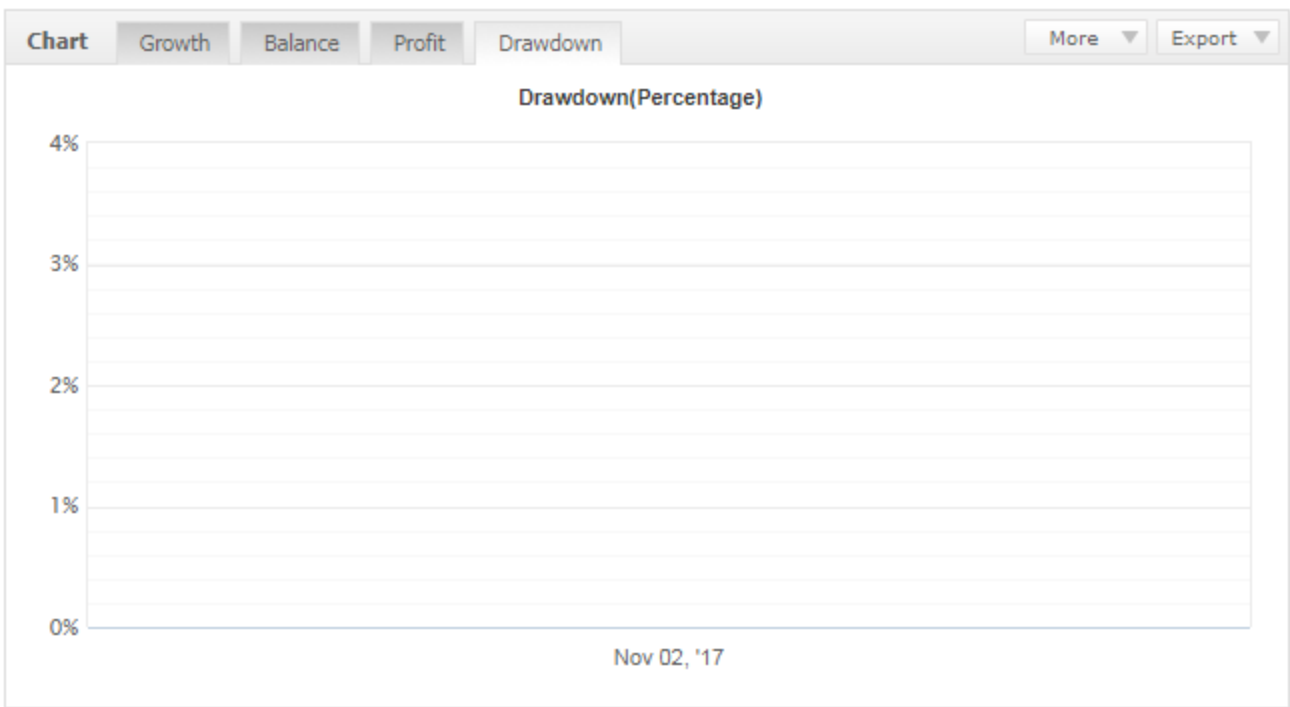 Chart Growth Balance Profit Drawdown More Export
Drawdown(Percentage)
4%
3%
2%
1%
0%
Nov 02, '17